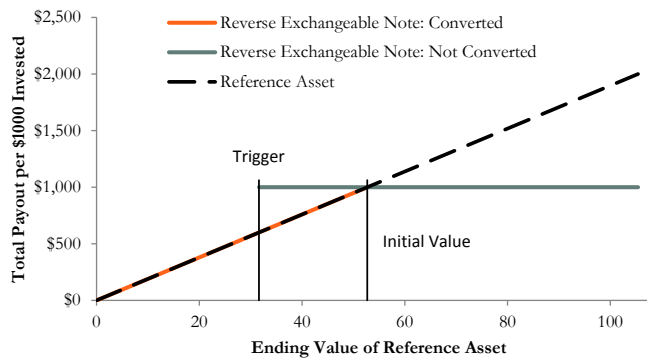 $2,500
Reverse Exchangeable Note: Converted
Reverse Exchangeable Note: Not Converted
Reference Asset
$2,000
$1,500
Trigger
$1,000
Initial Value
$500
$0
0 20 40 60 80 100
Total Payout per $1000 Invested
Ending Value of Reference Asset